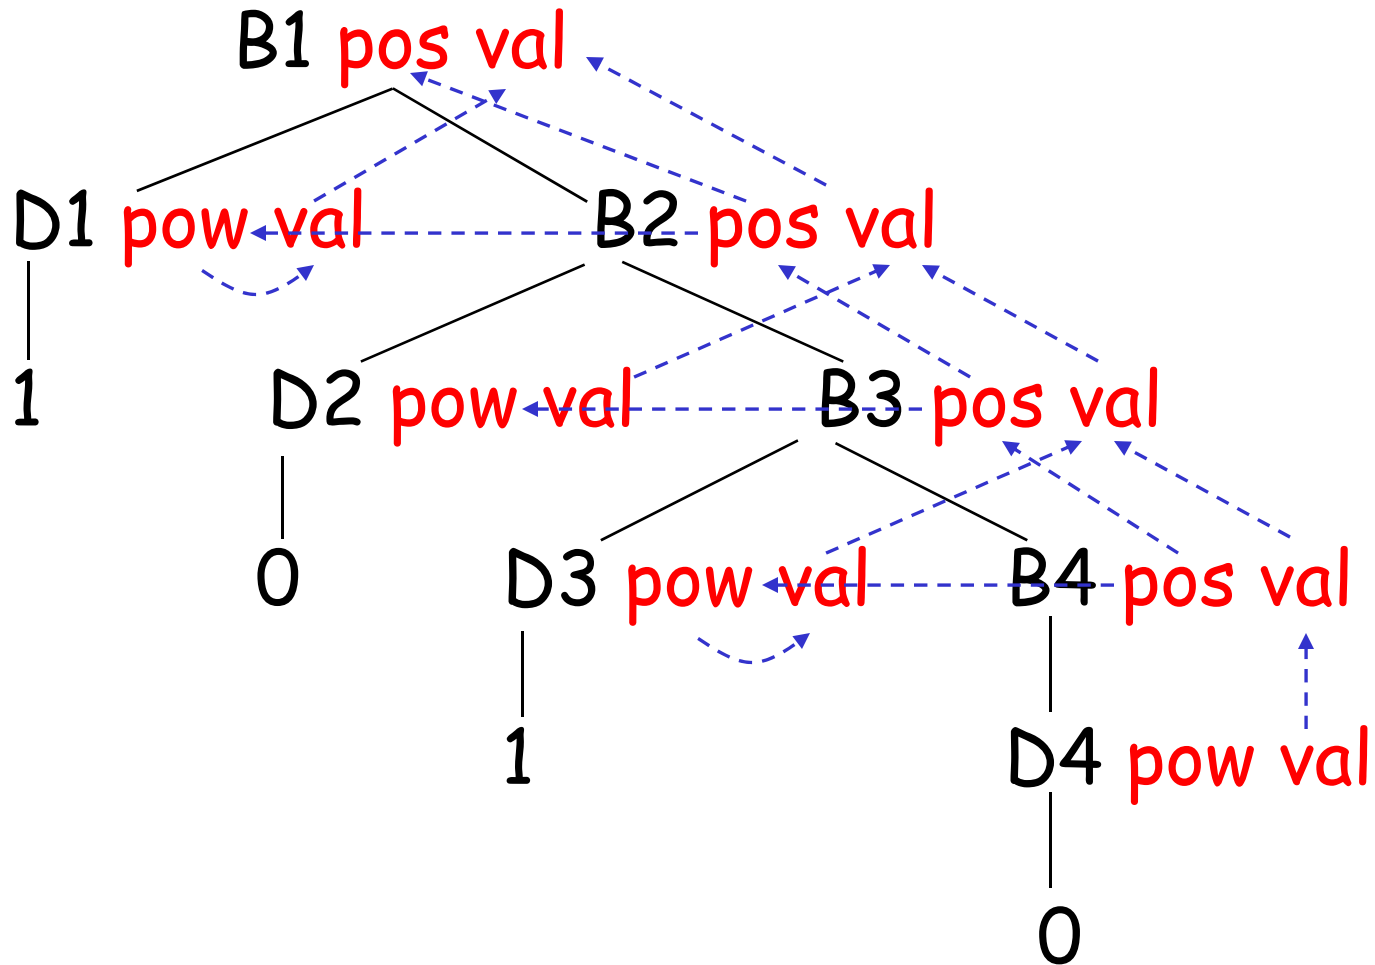 B1 pos val
D1 pow val B2 pos val
1 D2 pow val B3 pos val
0 D3 pow val B4 pos val
1 D4 pow val
0